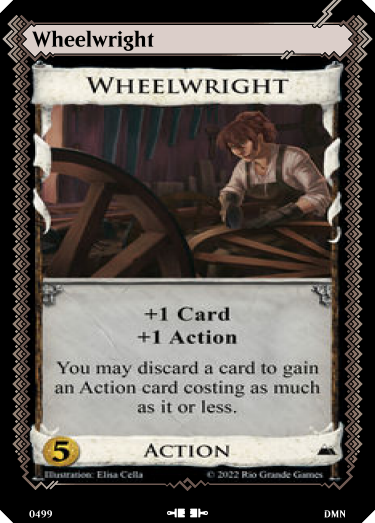 Wheelwright
WHEELWRIGHT
+1 Card
+1 Action
You may discard a card to gain
an Action card costing as much
as it or less.
5 ACTION
Illustration: Elisa Cella © 2022 Rio Grande Games
0499 DMN